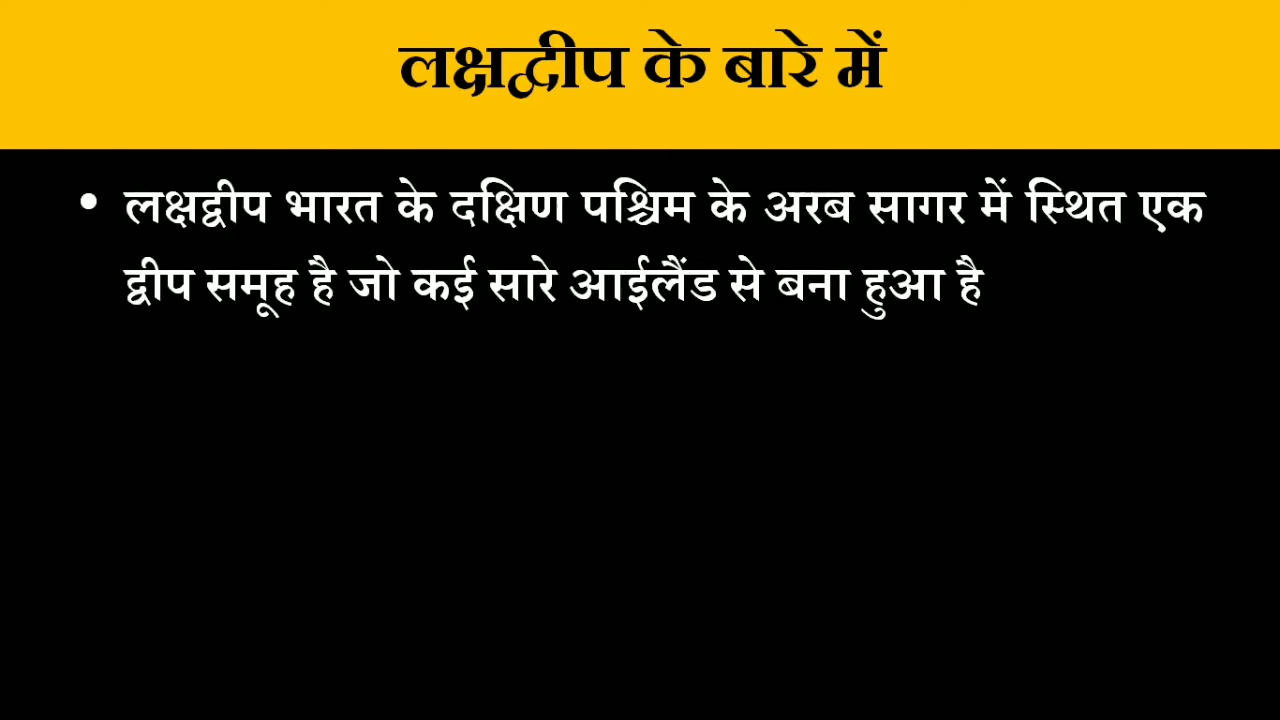 लक्षद्वीप के बारे में
• लक्षद्वीप भारत के दक्षिण पश्चिम के अरब सागर में स्थित एक
द्वीप समूह है जो कई सारे आईलैंड से बना हुआ है